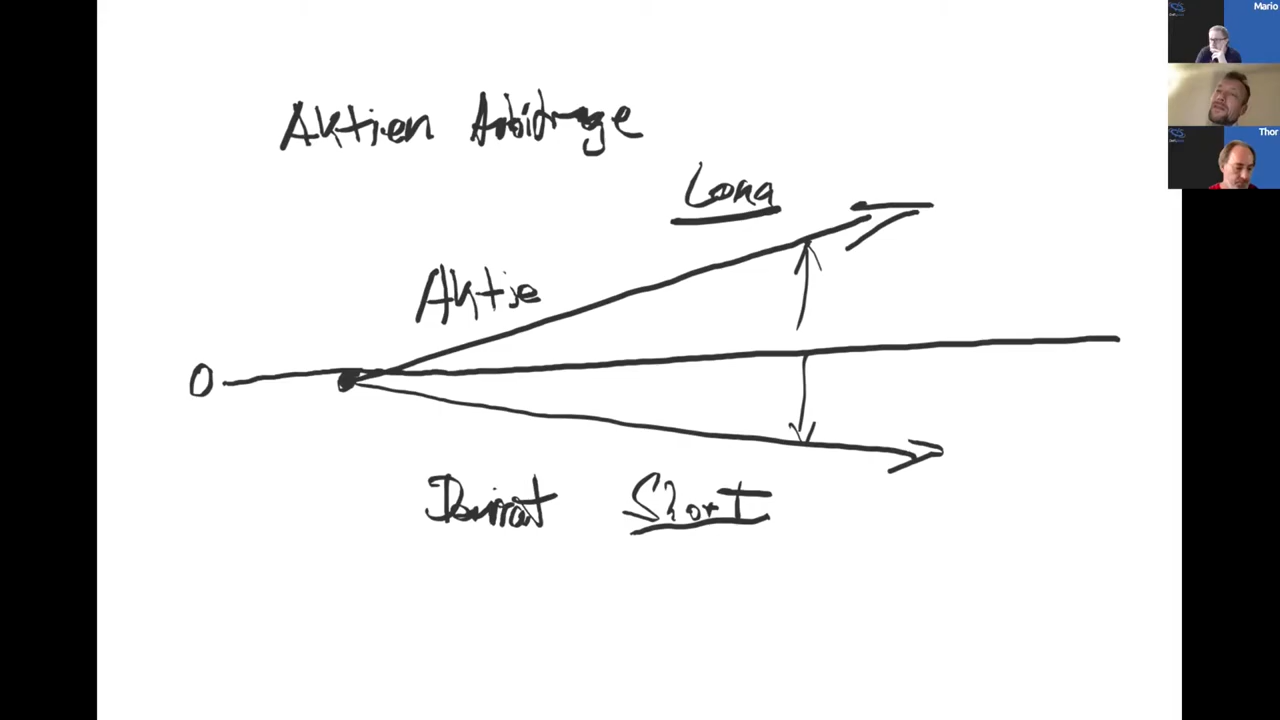 Aktien Arbitrage
Long
Aktie
0
Derivat Short
Mario
Thor